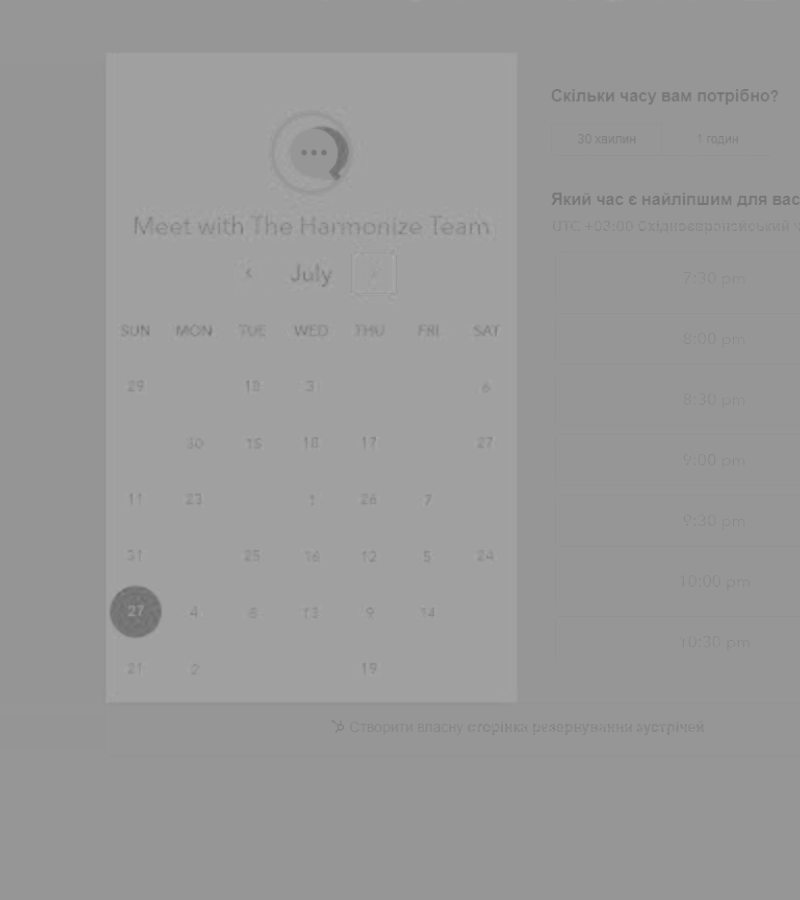 Meet with The Harmonize Team
July
SUN MON TUE WED THU FRI SAT
29 18 3 6
30 15 18 17 27
11 23 1 26 7
31 25 16 12 5 24
27 4 8 13 9 14
21 2 19
Скільки часу вам потрібно?
30 хвилин 1 годин
Який час є найліпшим для вас
UTC +03:00 Східноєвропейський
7:30 pm
8:00 pm
8:30 pm
9:00 pm
9:30 pm
10:00 pm
10:30 pm
Створити власну сторінка резервування зустрічей